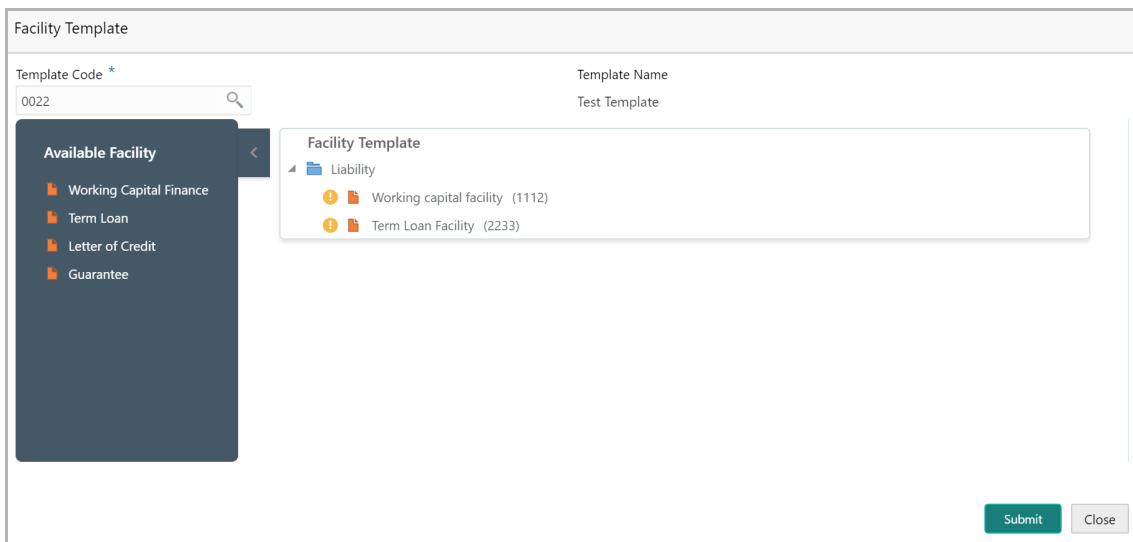 Facility Template
Template Code *
Template Name
0022
Test Template
Available Facility
Working Capital Finance
Term Loan
Letter of Credit
Guarantee
Facility Template
Liability
Working capital facility (1112)
Term Loan Facility (2233)
Submit
Close